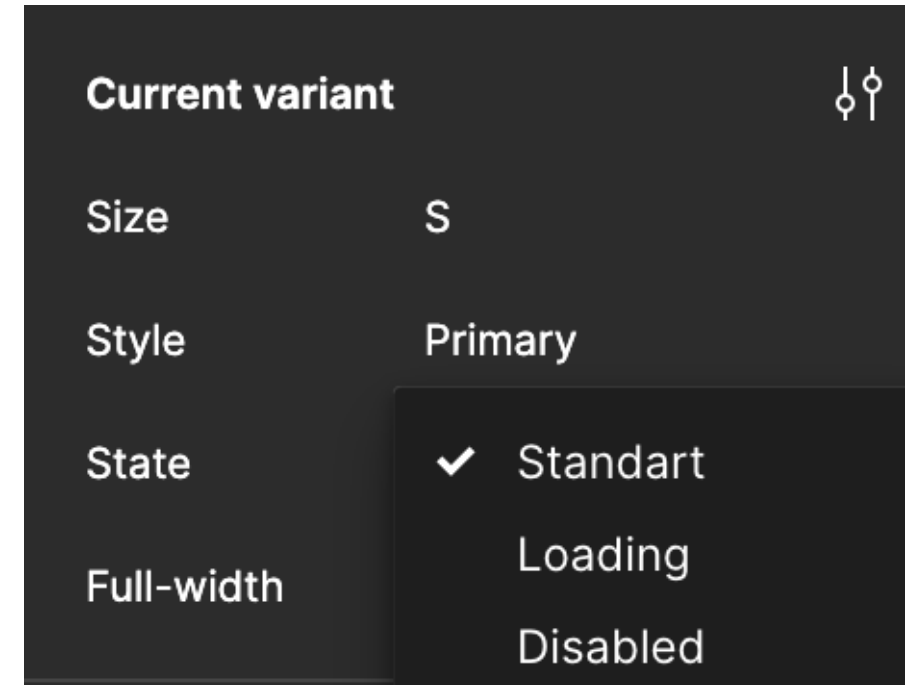 Current variant
Size S
Style Primary
State ✓ Standart
Loading
Full-width
Disabled